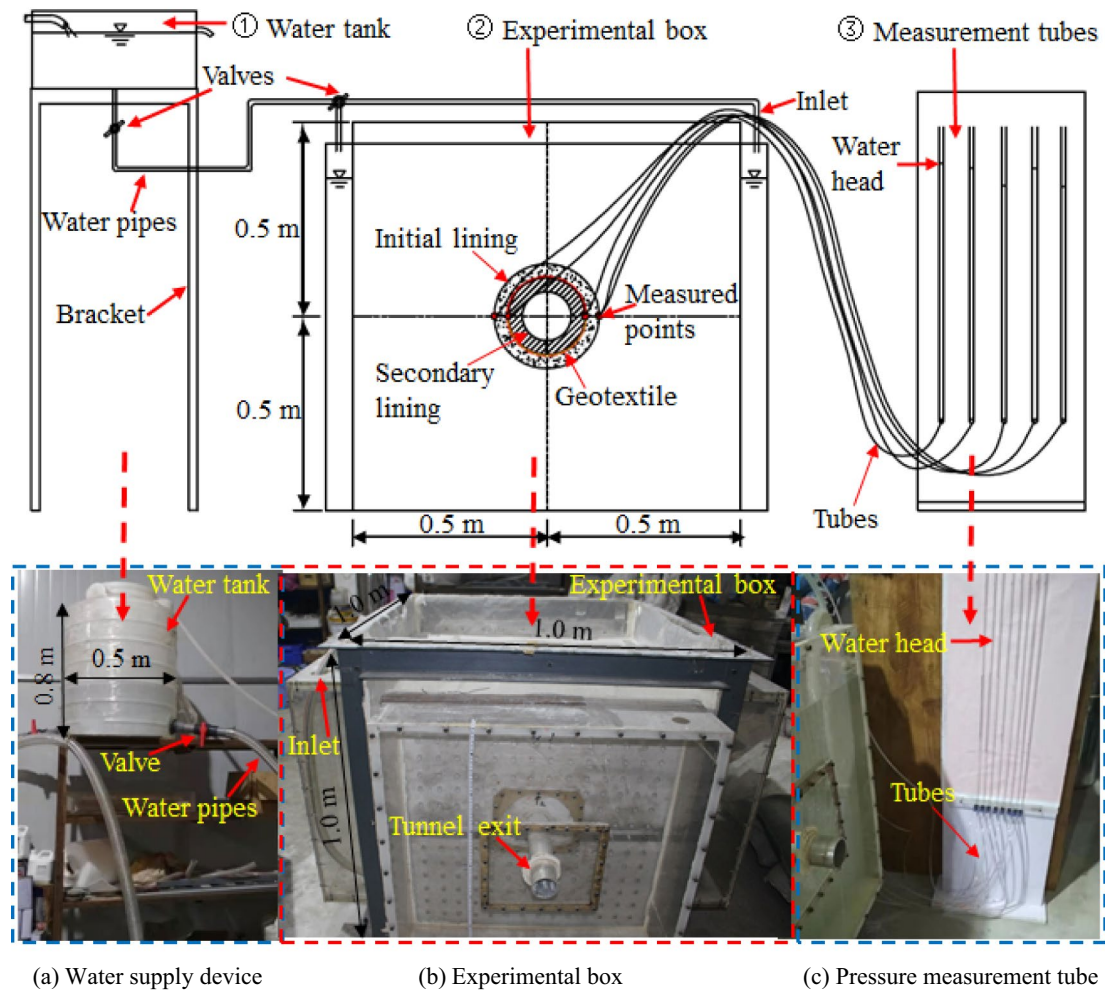 ① Water tank
② Experimental box
③ Measurement tubes
Valves
Inlet
Water
head
Water pipes
0.5 m
Initial lining
Bracket
Measured
points
Secondary
lining
Geotextile
0.5 m
0.5 m
0.5 m
Tubes
Water tank
0.8 m
0.5 m
Valve
Water pipes
Experimental box
1.0 m
1.0 m
Inlet
1.0 m
Tunnel exit
Water head
Tubes
(a) Water supply device
(b) Experimental box
(c) Pressure measurement tube